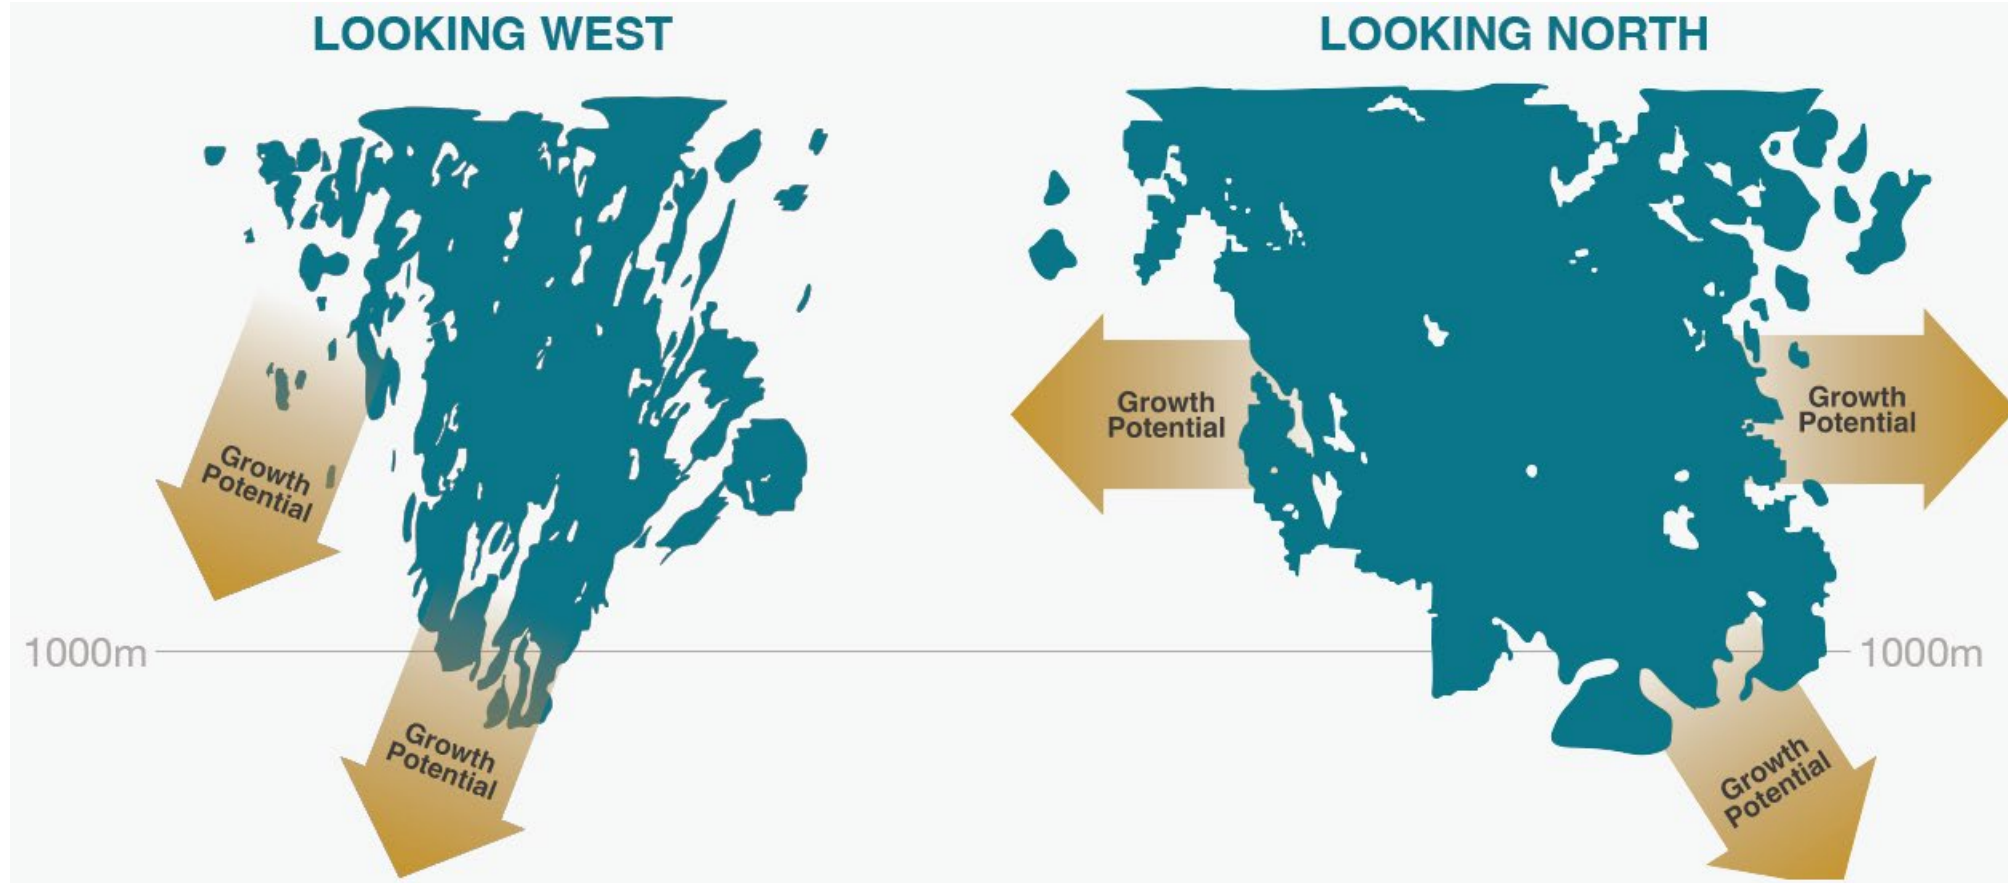 LOOKING WEST
LOOKING NORTH
Growth
Potential
Growth
Potential
Growth
Potential
1000m
1000m
Growth
Potential
Growth
Potential